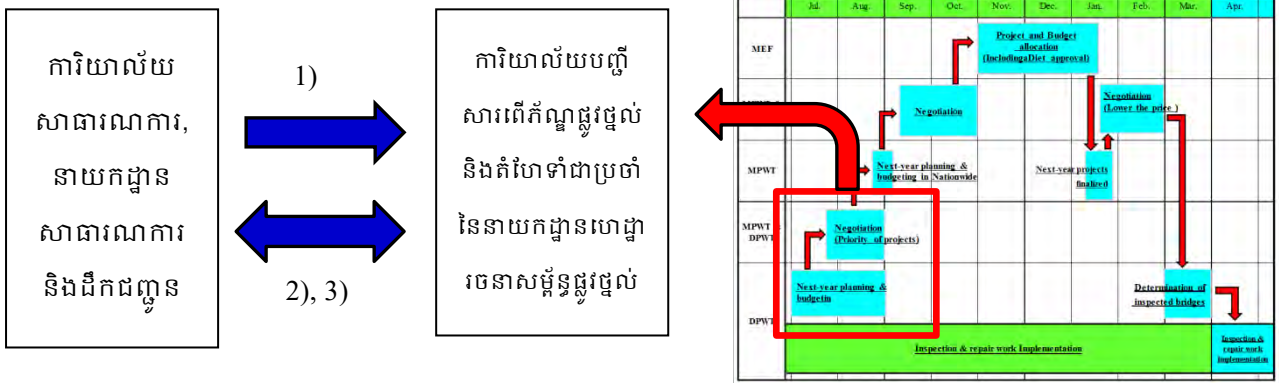 ការិយាល័យ
សាធារណការ,
នាយកដ្ឋាន
សាធារណការ
និងដឹកជញ្ជូន
1)
2), 3)
ការិយាល័យបញ្ជី
សារពើភ័ណ្ឌផ្លូវថ្នល់
និងតំហែទាំជាប្រចាំ
នៃនាយកដ្ឋានហេដ្ឋា
រចនាសម្ព័ន្ធផ្លូវថ្នល់
Jul. Aug. Sep. Oct. Nov. Dec. Jan. Feb. Mar. Apr.
MEF
Project and Budget
allocation
(IncludingaDiet approval)
Negotiation
Negotiation
(Lower the price )
MPWT
Next-year planning &
budgeting in Nationwide
Next-year projects
finalized
MPWT
DPWT
Negotiation
(Priority of projects)
Next-year planning &
budgetin
Determination of
inspected bridges
DPWT
Inspection & repair work Implementation
Inspection &
repair work
Implementation